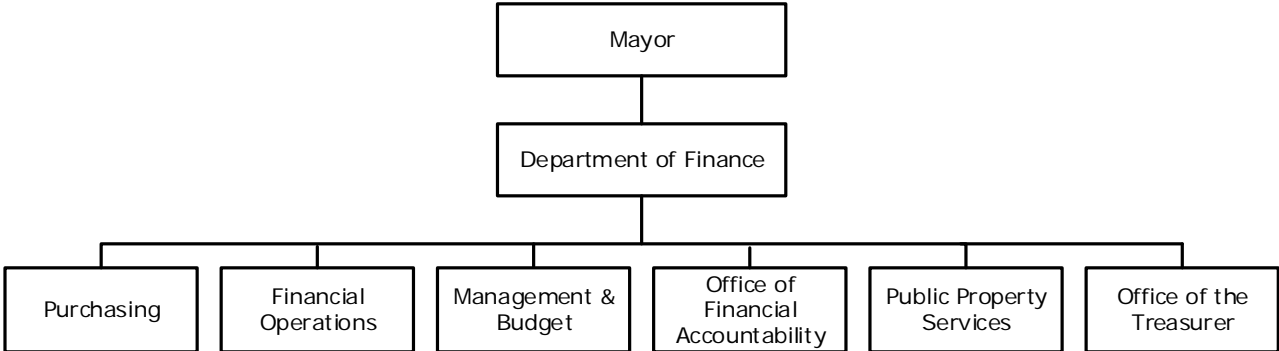 Mayor
Department of Finance
Purchasing
Financial
Operations
Management &
Budget
Office of
Financial
Accountability
Public Property
Services
Office of the
Treasurer